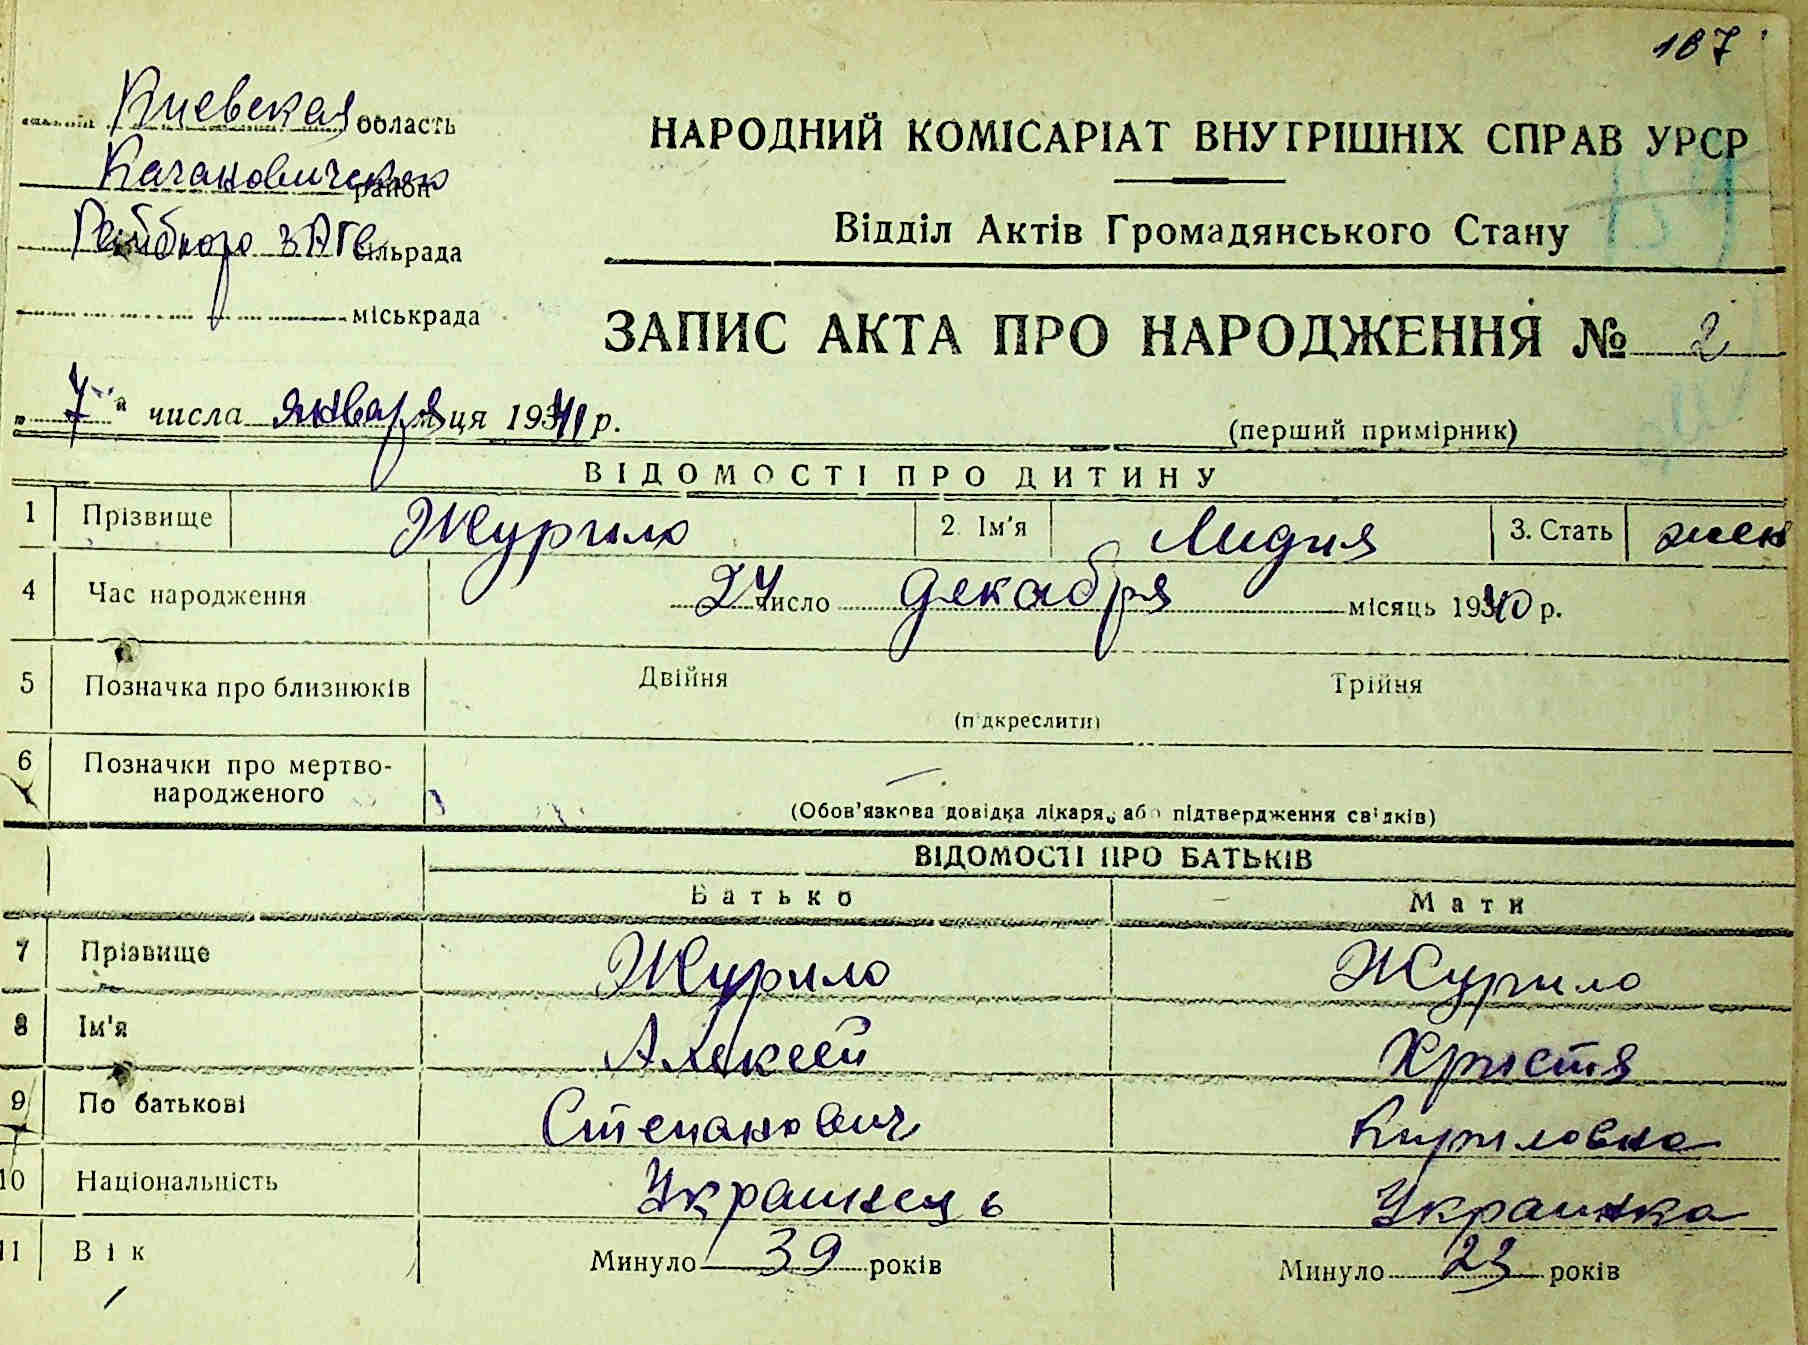 187
Киевская область
Кагановичский район
Райбюро ЗАГС сільрада
міськрада
НАРОДНИЙ КОМІСАРІАТ ВНУТРІШНІХ СПРАВ УРСР
Відділ Актів Громадянського Стану
ЗАПИС АКТА ПРО НАРОДЖЕННЯ № 2
„ 7 " числа января м-ця 1941 р.
(перший примірник)
ВІДОМОСТІ ПРО ДИТИНУ
1 Прізвище Журило 2. Ім'я Лидия 3. Стать жен
4 Час народження 24 число декабря місяць 1940 р.
5 Позначка про близнюків Двійня Трійня
(підкреслити)
6 Позначки про мертво-
народженого
(Обов'язкова довідка лікаря, або підтвердження свідків)
ВІДОМОСТІ ПРО БАТЬКІВ
Батько Мати
7 Прізвище Журило Журило
8 Ім'я Алексей Христя
9 По батькові Степанович Кириловна
10 Національність Украинець Украинка
11 Вік Минуло 39 років Минуло 23 років